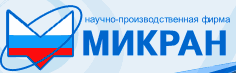 научно-производственная фирма
МИКРАН